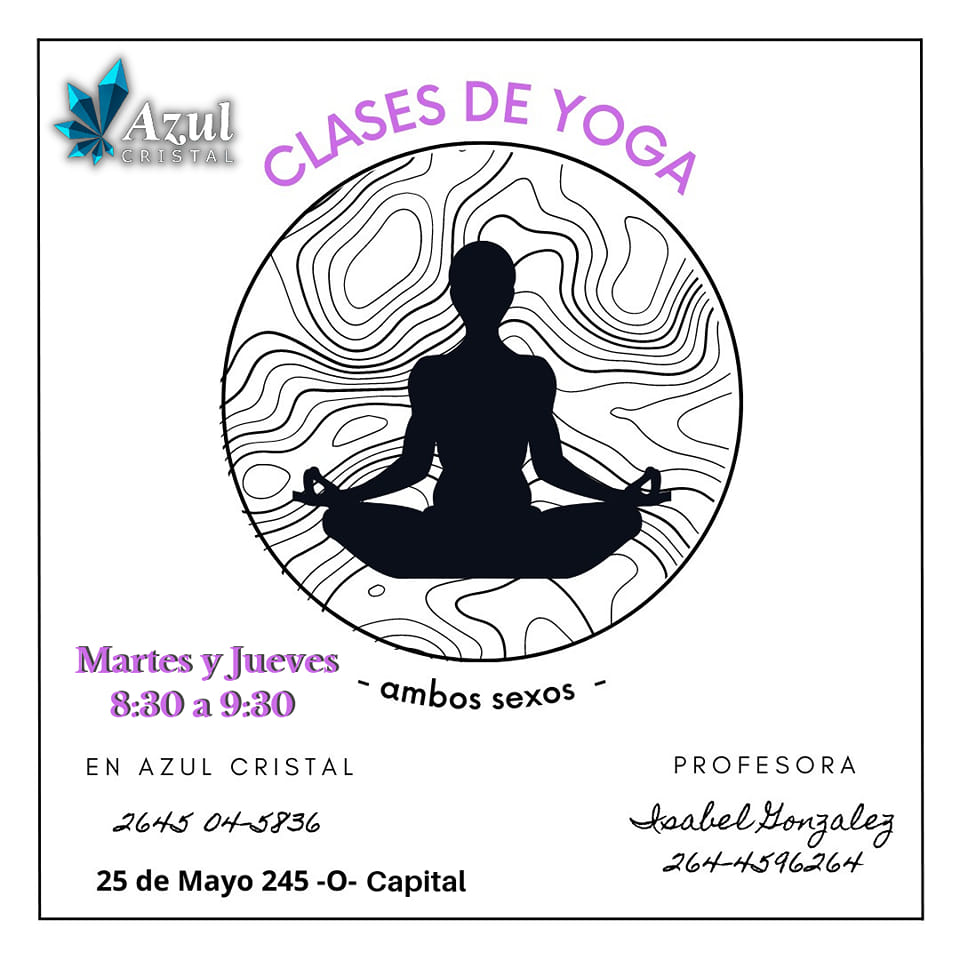 Azul
CRISTAL
CLASES DE YOGA
Martes y Jueves
8:30 a 9:30
- ambos sexos -
EN AZUL CRISTAL
2645 04-5836
25 de Mayo 245 -O- Capital
PROFESORA
Isabel Gonzalez
264-4596264